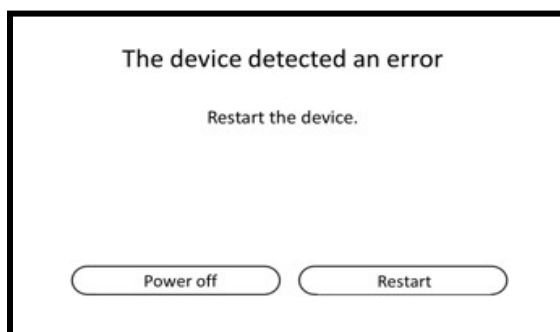 The device detected an error
Restart the device.
Power off
Restart